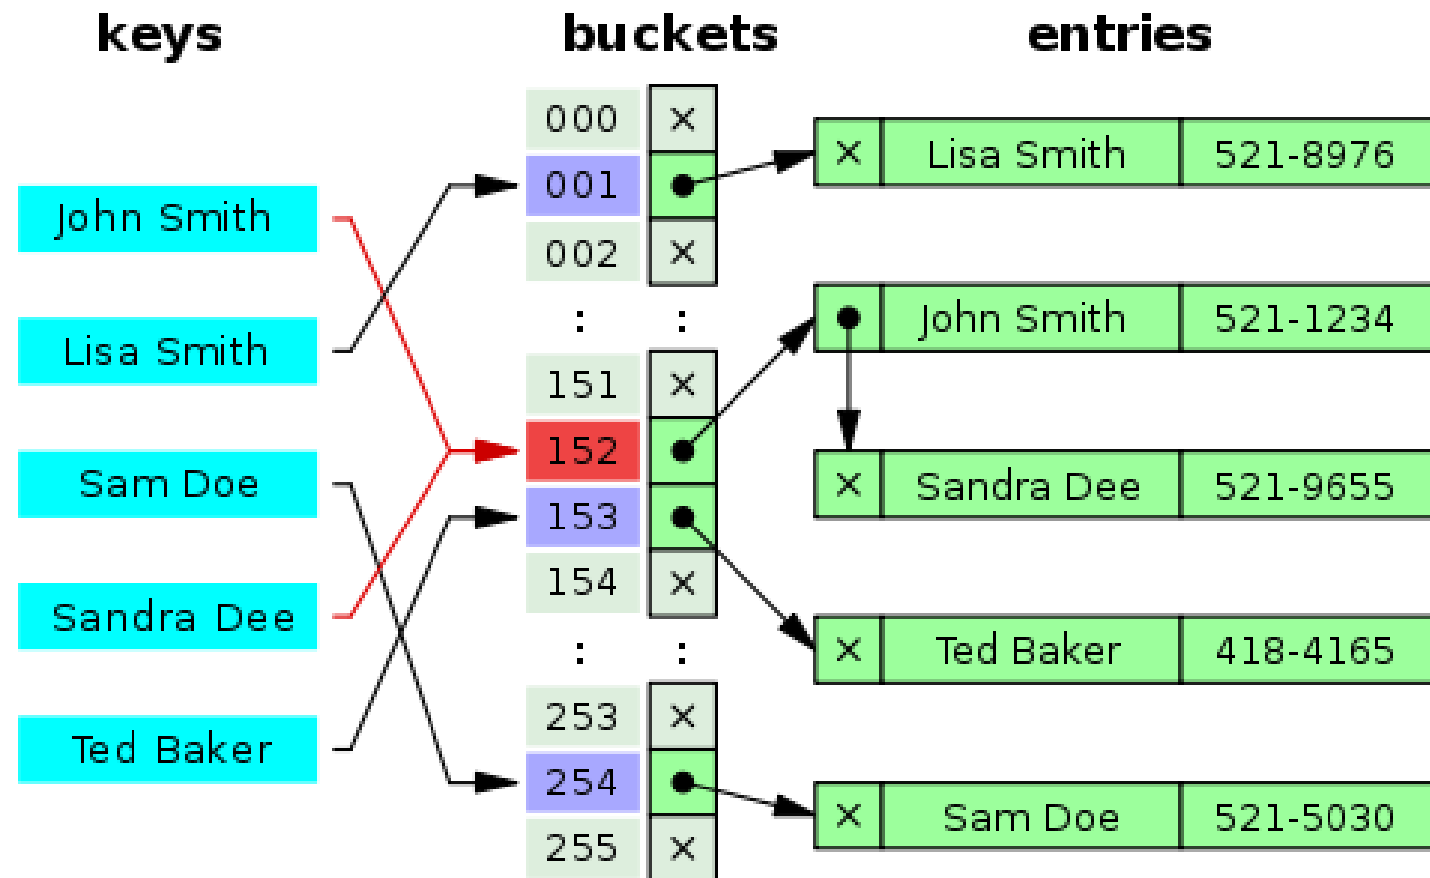 keys
buckets
entries
John Smith
Lisa Smith
Sam Doe
Sandra Dee
Ted Baker
000 ×
001
002 ×
: :
151 ×
152
153
154 ×
: :
253 ×
254
255 ×
× Lisa Smith 521-8976
John Smith 521-1234
× Sandra Dee 521-9655
× Ted Baker 418-4165
× Sam Doe 521-5030